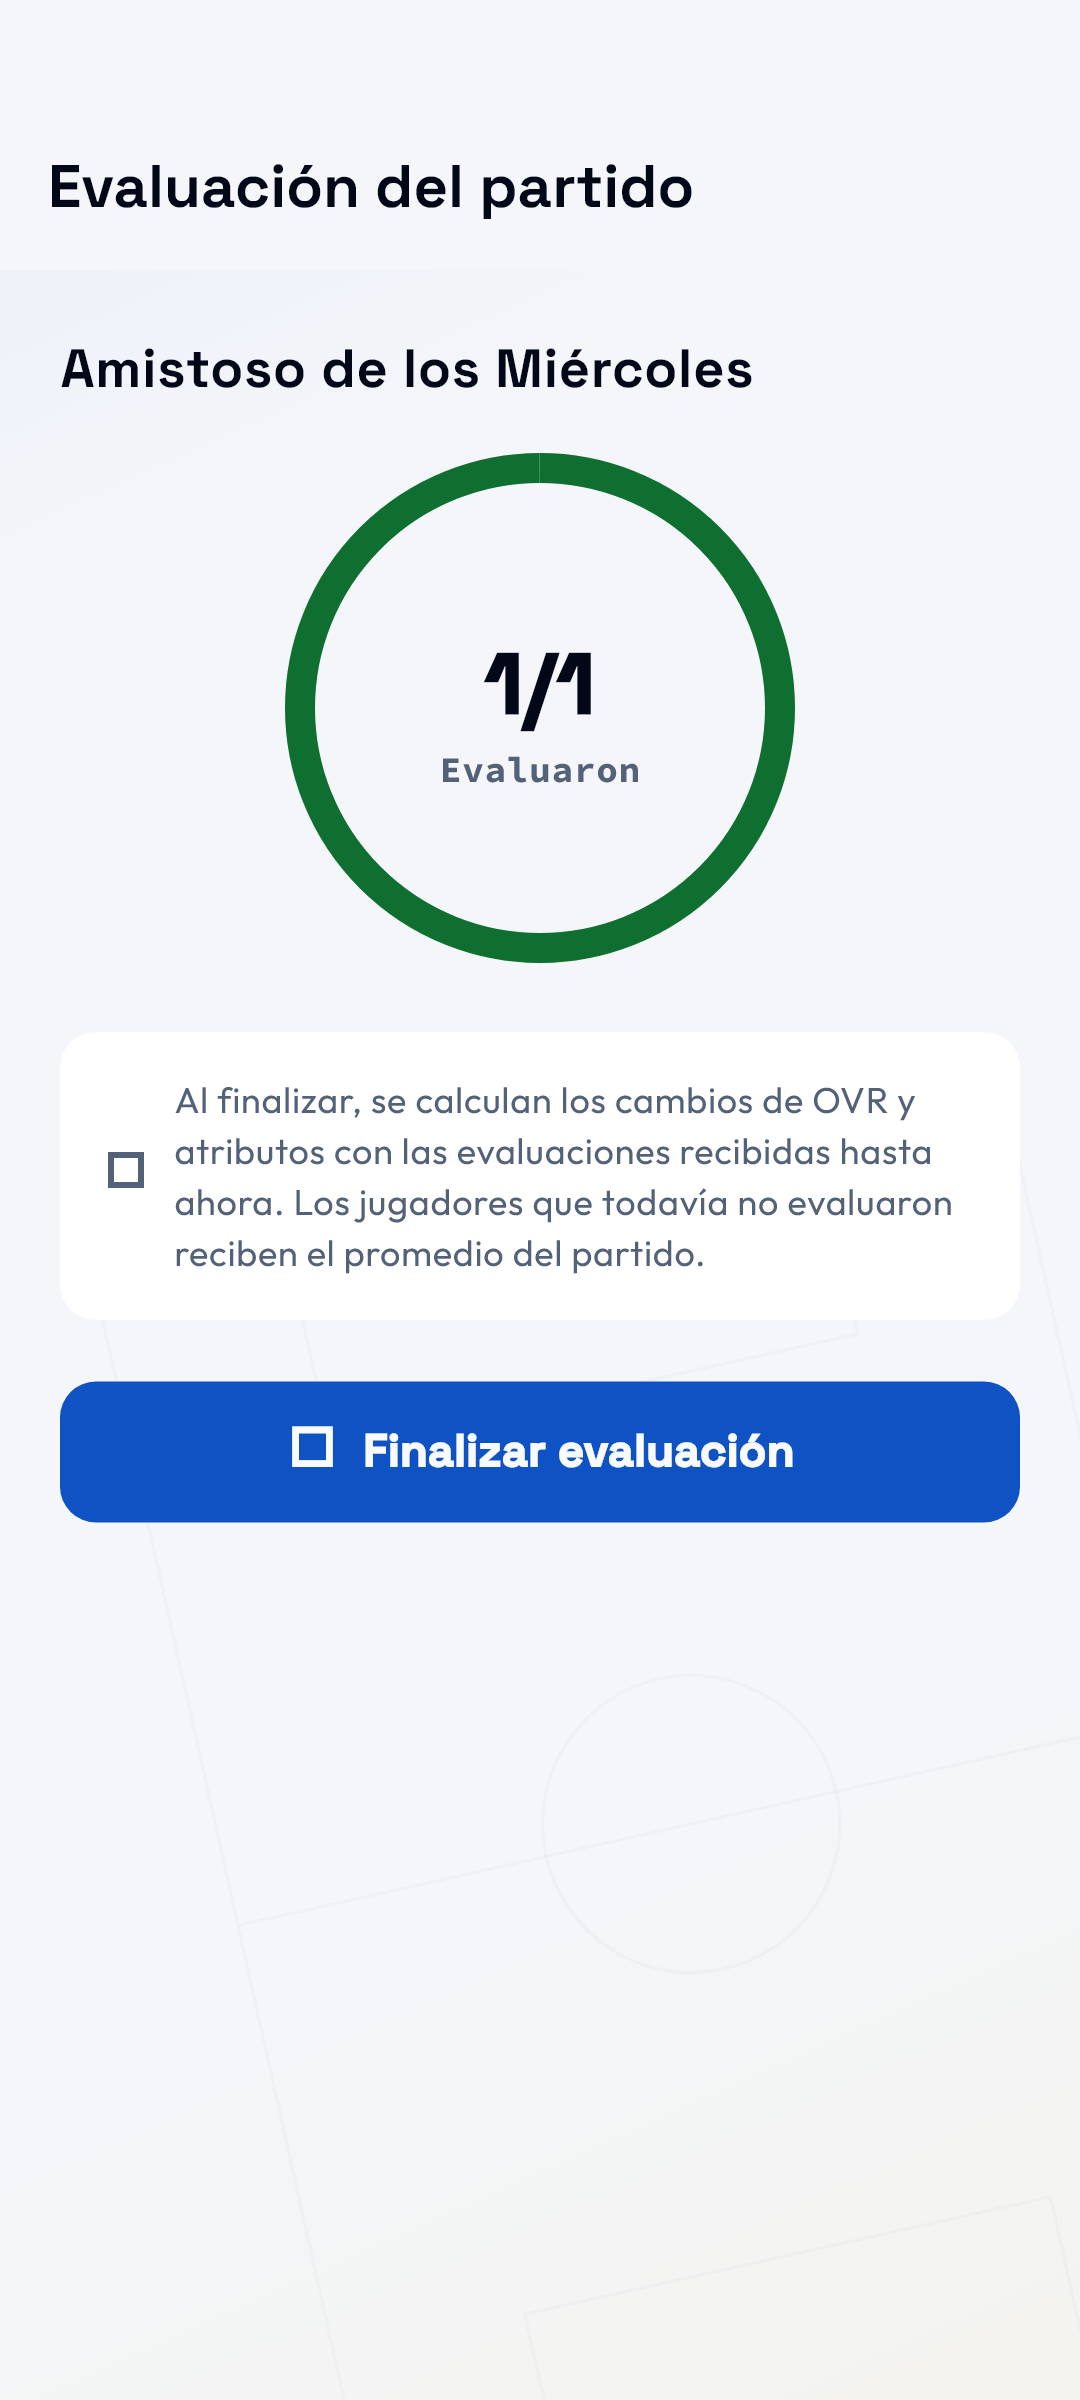 Evaluación del partido
Amistoso de los Miércoles
1/1
Evaluaron
Al finalizar, se calculan los cambios de OVR y
atributos con las evaluaciones recibidas hasta
ahora. Los jugadores que todavía no evaluaron
reciben el promedio del partido.
Finalizar evaluación